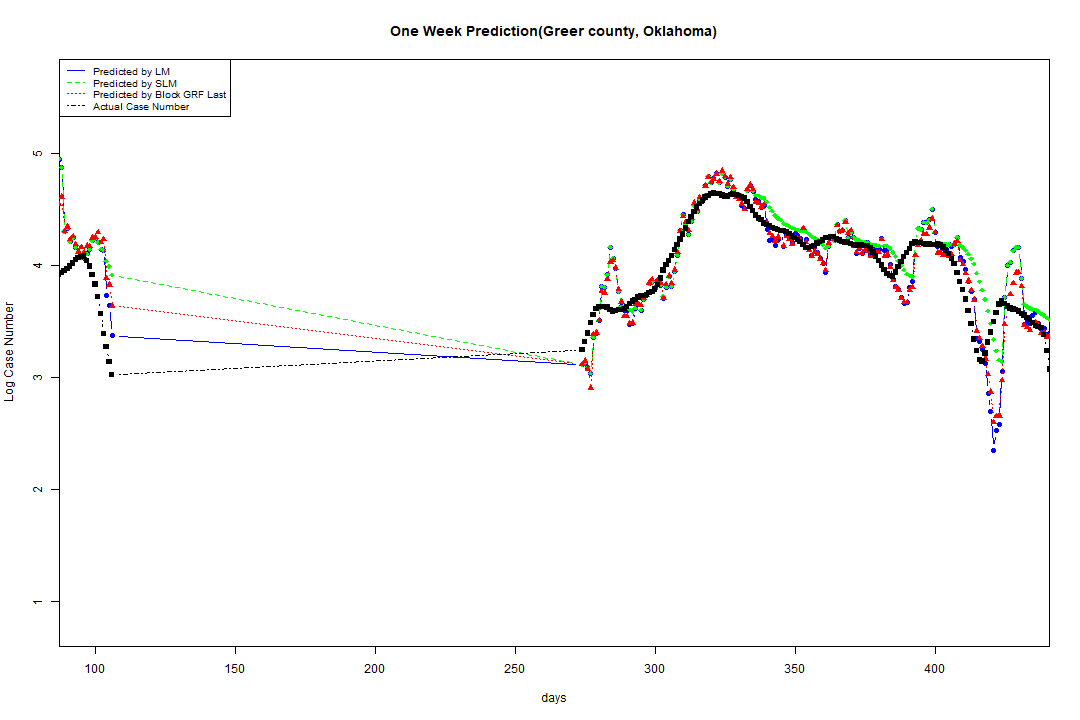 One Week Prediction(Greer county, Oklahoma)
Predicted by LM
Predicted by SLM
Predicted by Block GRF Last
Actual Case Number
5
4
3
2
1
Log Case Number
100 150 200 250 300 350 400
days